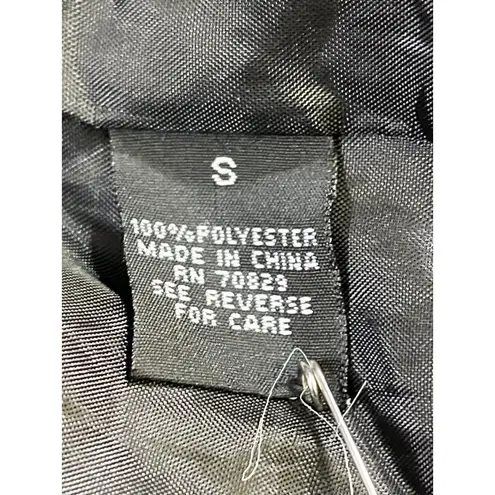 S
100% POLYESTER
MADE IN CHINA
RN 70829
SEE REVERSE
FOR CARE